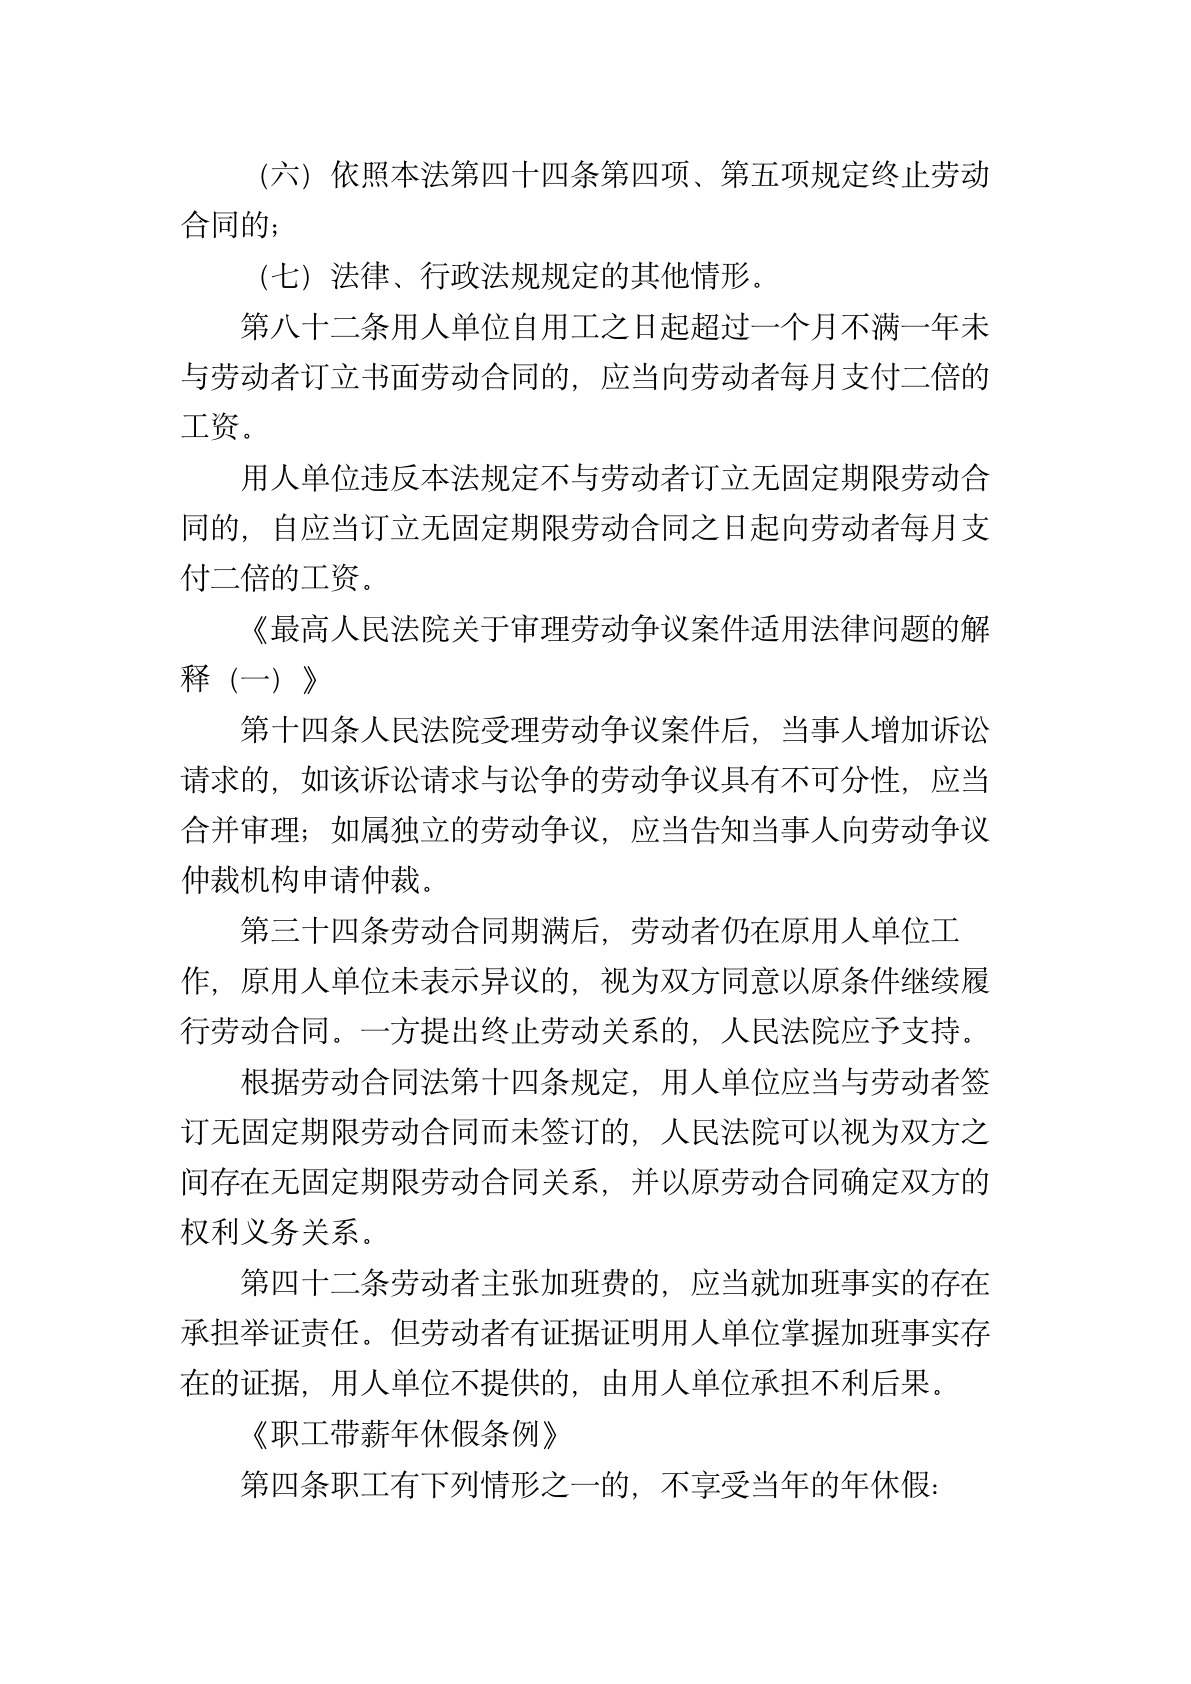 （六）依照本法第四十四条第四项、第五项规定终止劳动
合同的；
（七）法律、行政法规规定的其他情形。
第八十二条用人单位自用工之日起超过一个月不满一年未
与劳动者订立书面劳动合同的，应当向劳动者每月支付二倍的
工资。
用人单位违反本法规定不与劳动者订立无固定期限劳动合
同的，自应当订立无固定期限劳动合同之日起向劳动者每月支
付二倍的工资。
《最高人民法院关于审理劳动争议案件适用法律问题的解
释（一）》
第十四条人民法院受理劳动争议案件后，当事人增加诉讼
请求的，如该诉讼请求与讼争的劳动争议具有不可分性，应当
合并审理；如属独立的劳动争议，应当告知当事人向劳动争议
仲裁机构申请仲裁。
第三十四条劳动合同期满后，劳动者仍在原用人单位工
作，原用人单位未表示异议的，视为双方同意以原条件继续履
行劳动合同。一方提出终止劳动关系的，人民法院应予支持。
根据劳动合同法第十四条规定，用人单位应当与劳动者签
订无固定期限劳动合同而未签订的，人民法院可以视为双方之
间存在无固定期限劳动合同关系，并以原劳动合同确定双方的
权利义务关系。
第四十二条劳动者主张加班费的，应当就加班事实的存在
承担举证责任。但劳动者有证据证明用人单位掌握加班事实存
在的证据，用人单位不提供的，由用人单位承担不利后果。
《职工带薪年休假条例》
第四条职工有下列情形之一的，不享受当年的年休假：